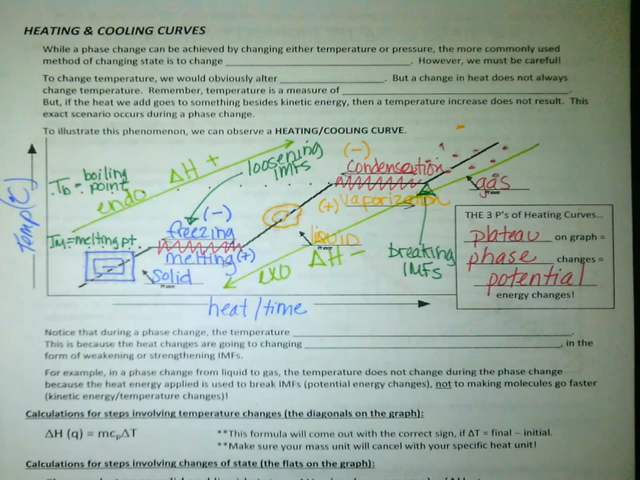 HEATING & COOLING CURVES
While a phase change can be achieved by changing either temperature or pressure, the more commonly used
method of changing state is to change ____________________. However, we must be careful!
To change temperature, we would obviously alter ____________________. But a change in heat does not always
change temperature. Remember, temperature is a measure of ____________________.
But, if the heat we add goes to something besides kinetic energy, then a temperature increase does not result. This
exact scenario occurs during a phase change.
To illustrate this phenomenon, we can observe a HEATING/COOLING CURVE.
Temp(°C)
Tb = boiling
point
endo
ΔH +
loosening
IMFs
(-)
condensation
vaporization
(+)
gas
(-)
freezing
melting (+)
TM = melting pt.
solid
liquid
exo
ΔH −
breaking
IMFs
heat/time
THE 3 P's of Heating Curves...
plateau on graph =
phase changes =
potential
energy changes!
Notice that during a phase change, the temperature ____________________.
This is because the heat changes are going to changing ____________________, in the
form of weakening or strengthening IMFs.
For example, in a phase change from liquid to gas, the temperature does not change during the phase change
because the heat energy applied is used to break IMFs (potential energy changes), not to making molecules go faster
(kinetic energy/temperature changes)!
Calculations for steps involving temperature changes (the diagonals on the graph):
ΔH (q) = mcpΔT
**This formula will come out with the correct sign, if ΔT = final – initial.
**Make sure your mass unit will cancel with your specific heat unit!
Calculations for steps involving changes of state (the flats on the graph):